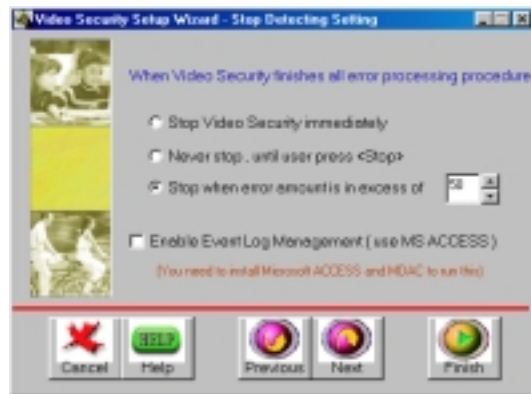 Video Security Setup Wizard - Stop Detecting Setting
When Video Security finishes all error processing procedure
Stop Video Security immediately
Never stop , until user press <Stop>
Stop when error amount is in excess of 50
Enable Event Log Management ( use MS ACCESS )
(You need to install Microsoft ACCESS and MDAC to run this)
HELP
Cancel Help Previous Next Finish